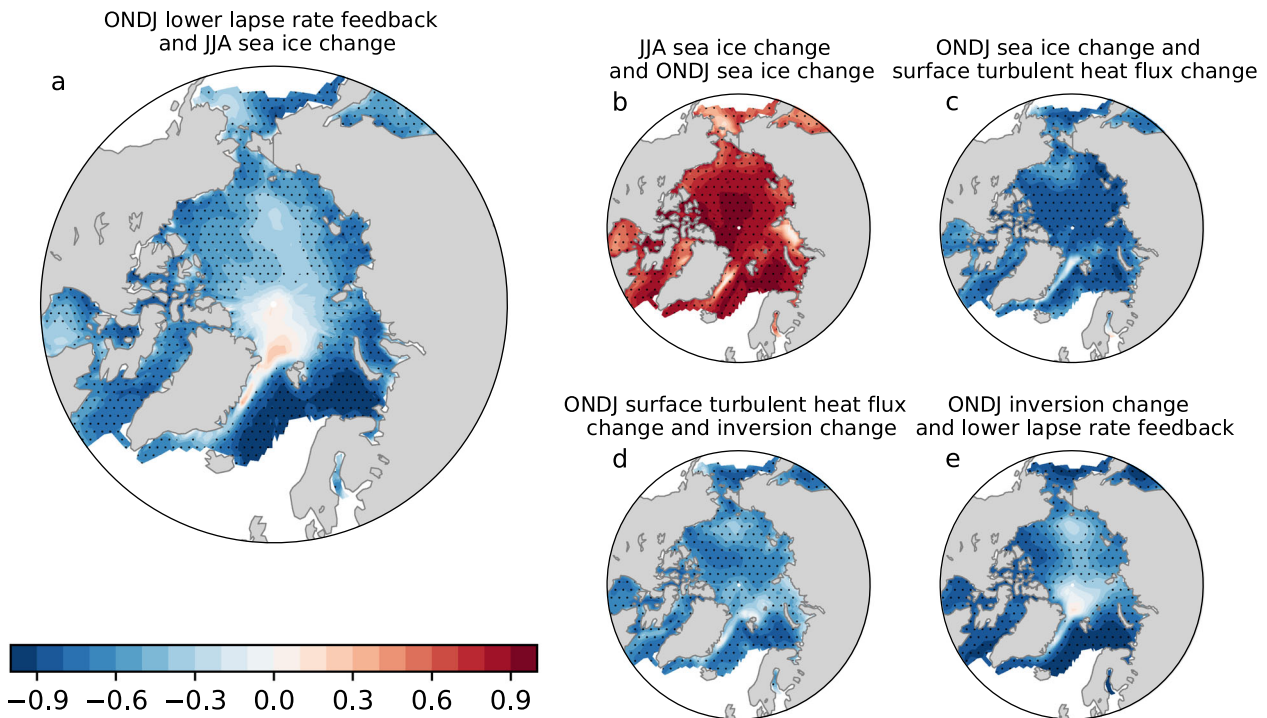 ONDJ lower lapse rate feedback
and JJA sea ice change
a
JJA sea ice change
and ONDJ sea ice change
b
ONDJ sea ice change and
surface turbulent heat flux change
c
ONDJ surface turbulent heat flux
change and inversion change
d
ONDJ inversion change
and lower lapse rate feedback
e
−0.9 −0.6 −0.3 0.0 0.3 0.6 0.9